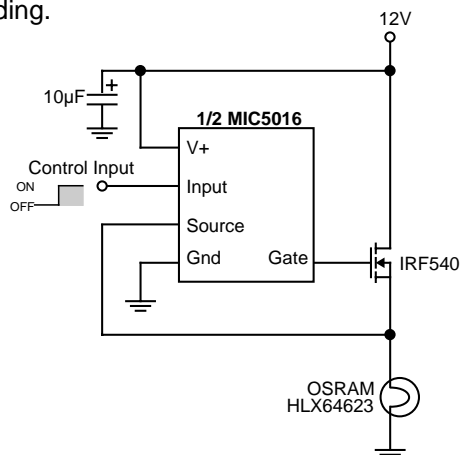 ding.
12V
10µF
+
1/2 MIC5016
V+
Control Input
ON
OFF
Input
Source
Gnd
Gate
IRF540
OSRAM
HLX64623